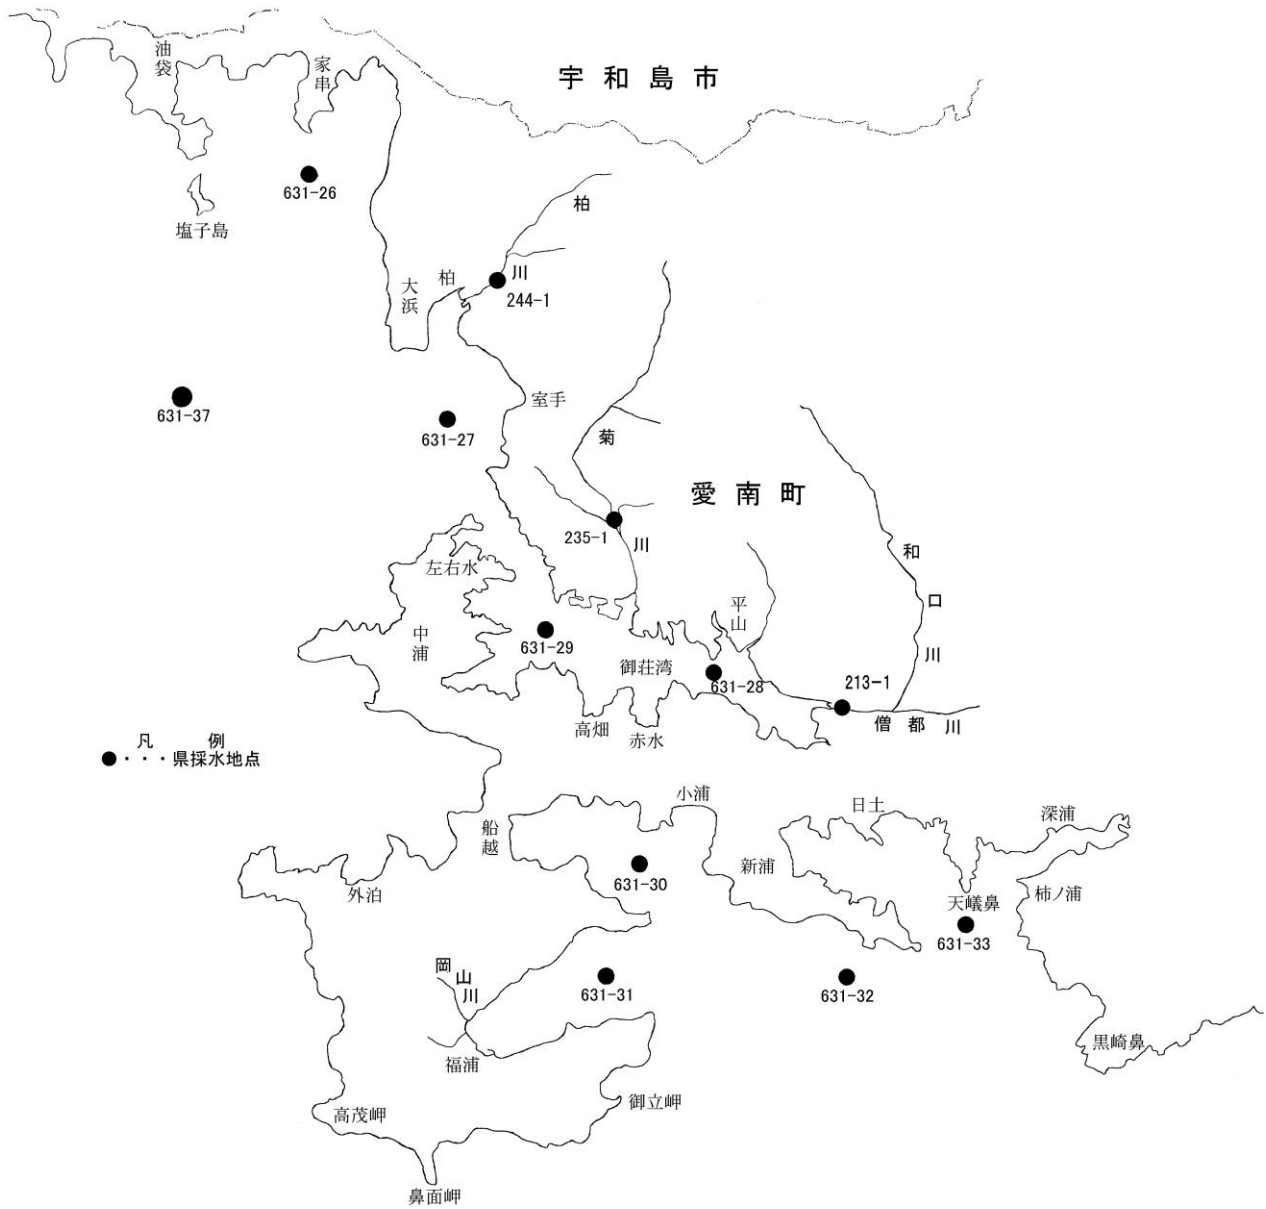 宇和島市
油袋
家串
631-26
塩子島
柏
川
244-1
柏
大浜
631-37
631-27
室手
菊
川
235-1
愛南町
和
口
川
左右水
中浦
631-29
平山
御荘湾
631-28
213-1
僧都川
高畑
赤水
凡例
●・・・県採水地点
小浦
日土
深浦
船越
新浦
631-30
外泊
天嶬鼻
柿ノ浦
631-33
岡山川
631-31
631-32
福浦
黒崎鼻
御立岬
高茂岬
鼻面岬